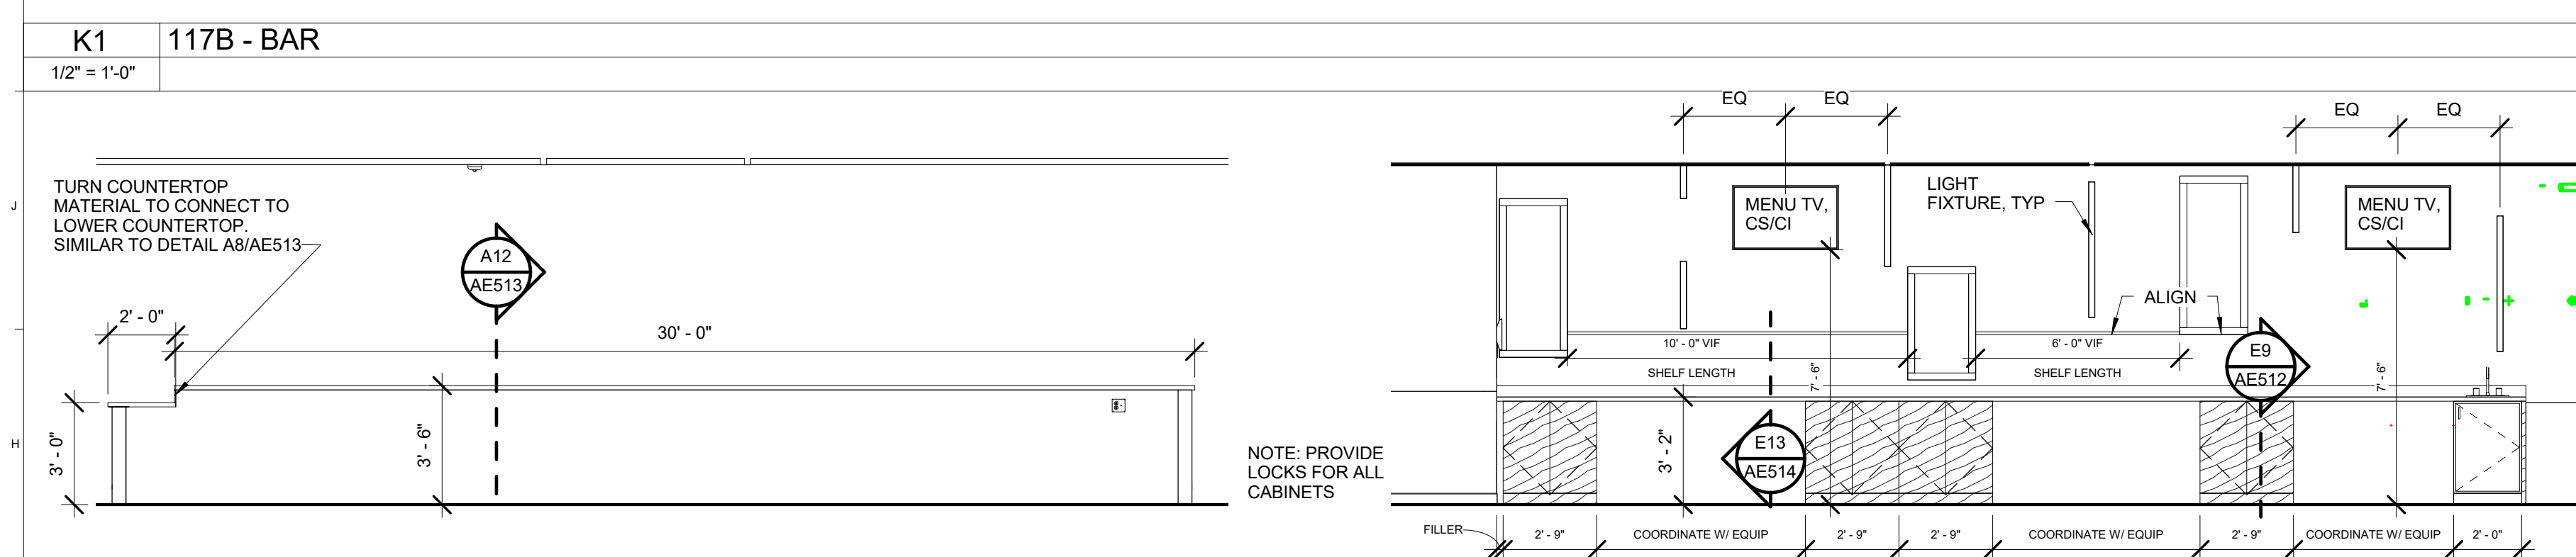 K1
117B - BAR
1/2" = 1'-0"
J
H
TURN COUNTERTOP
MATERIAL TO CONNECT TO
LOWER COUNTERTOP.
SIMILAR TO DETAIL A8/AE513
A12
AE513
2' - 0"
30' - 0"
3' - 0"
3' - 6"
NOTE: PROVIDE
LOCKS FOR ALL
CABINETS
EQ
EQ
EQ
EQ
MENU TV,
CS/CI
LIGHT
FIXTURE, TYP
MENU TV,
CS/CI
ALIGN
10' - 0" VIF
SHELF LENGTH
7' - 6"
6' - 0" VIF
SHELF LENGTH
E9
AE512
7' - 6"
3' - 2"
E13
AE514
FILLER
2' - 9"
COORDINATE W/ EQUIP
2' - 9"
2' - 9"
COORDINATE W/ EQUIP
2' - 9"
COORDINATE W/ EQUIP
2' - 0"